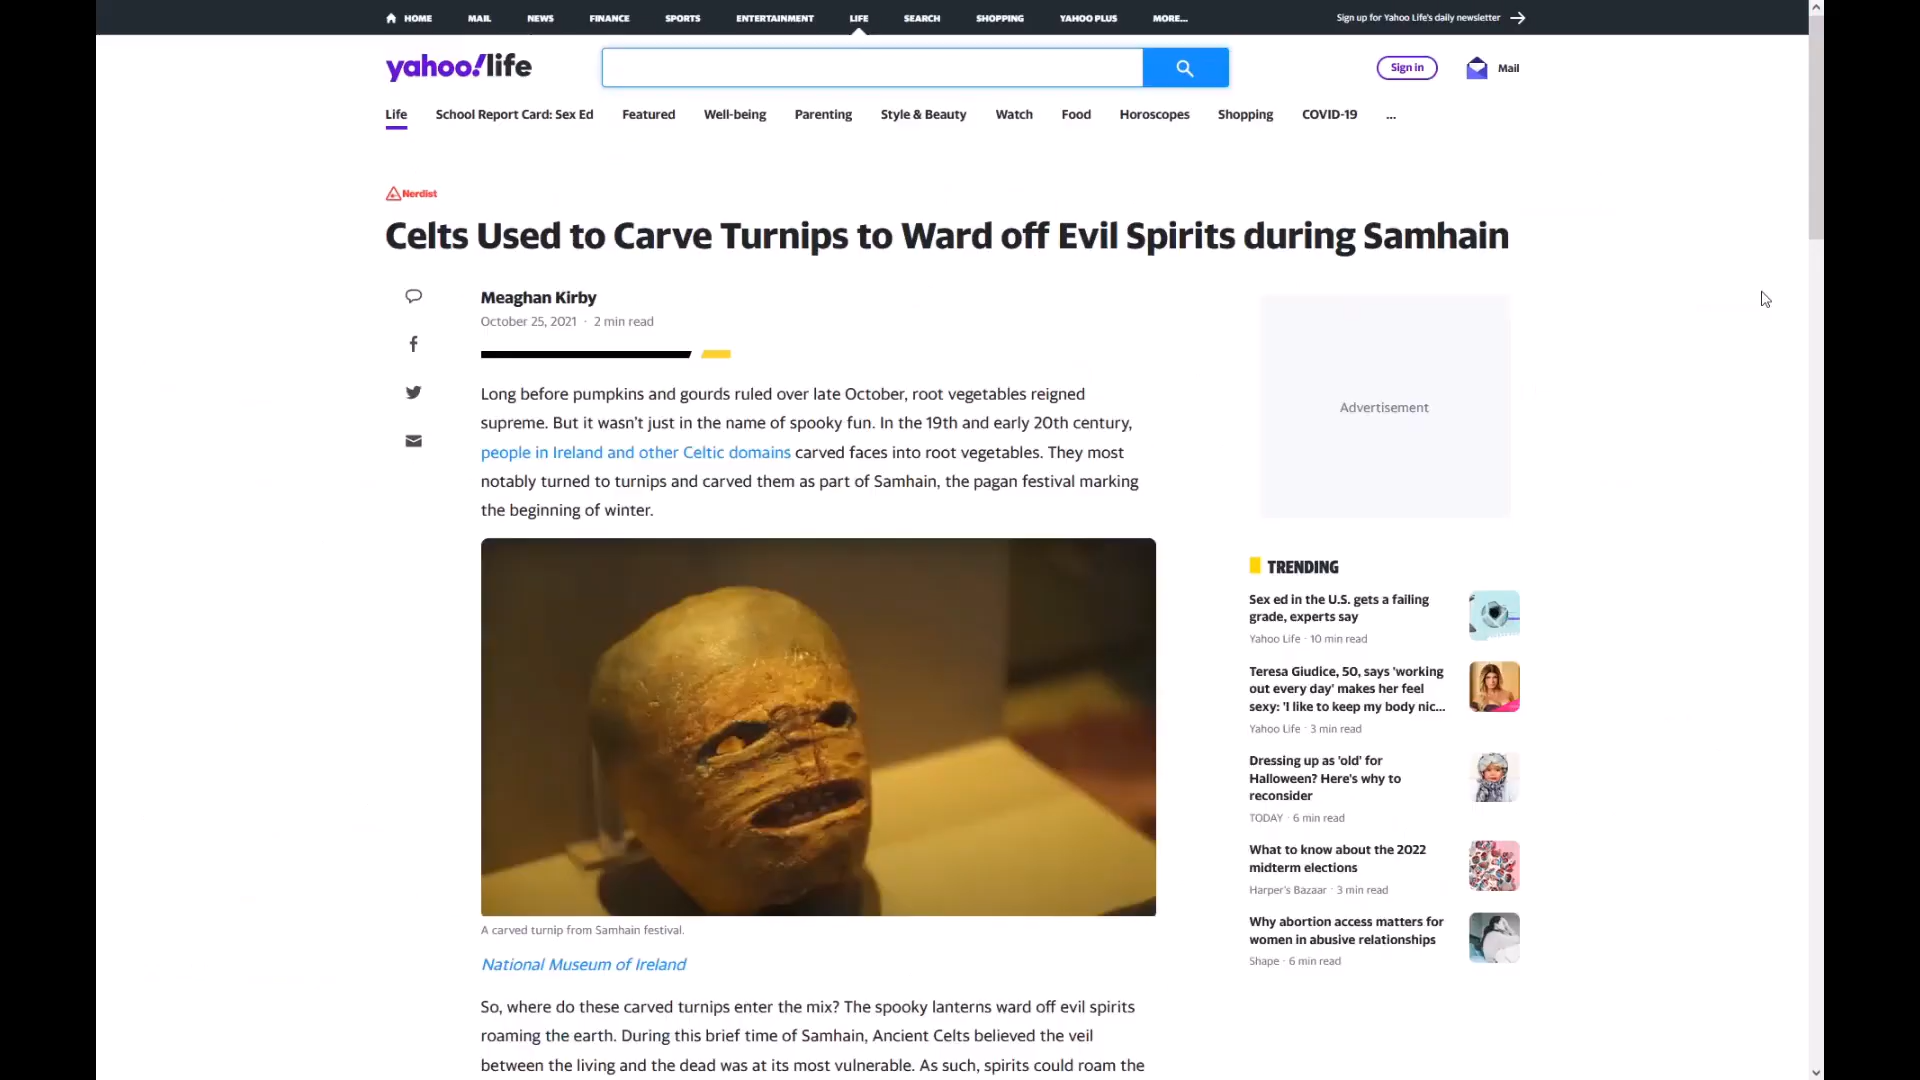 HOME MAIL NEWS FINANCE SPORTS ENTERTAINMENT LIFE SEARCH SHOPPING YAHOO PLUS MORE... Sign up for Yahoo Life's daily newsletter
yahoo!life
Sign in Mail
Life School Report Card: Sex Ed Featured Well-being Parenting Style & Beauty Watch Food Horoscopes Shopping COVID-19 ...
Nerdist
Celts Used to Carve Turnips to Ward off Evil Spirits during Samhain
Meaghan Kirby
October 25, 2021 · 2 min read
Long before pumpkins and gourds ruled over late October, root vegetables reigned
supreme. But it wasn't just in the name of spooky fun. In the 19th and early 20th century,
people in Ireland and other Celtic domains carved faces into root vegetables. They most
notably turned to turnips and carved them as part of Samhain, the pagan festival marking
the beginning of winter.
A carved turnip from Samhain festival.
National Museum of Ireland
So, where do these carved turnips enter the mix? The spooky lanterns ward off evil spirits
roaming the earth. During this brief time of Samhain, Ancient Celts believed the veil
between the living and the dead was at its most vulnerable. As such, spirits could roam the
Advertisement
TRENDING
Sex ed in the U.S. gets a failing
grade, experts say
Yahoo Life · 10 min read
Teresa Giudice, 50, says 'working
out every day' makes her feel
sexy: 'I like to keep my body nic...
Yahoo Life · 3 min read
Dressing up as 'old' for
Halloween? Here's why to
reconsider
TODAY · 6 min read
What to know about the 2022
midterm elections
Harper's Bazaar · 3 min read
Why abortion access matters for
women in abusive relationships
Shape · 6 min read